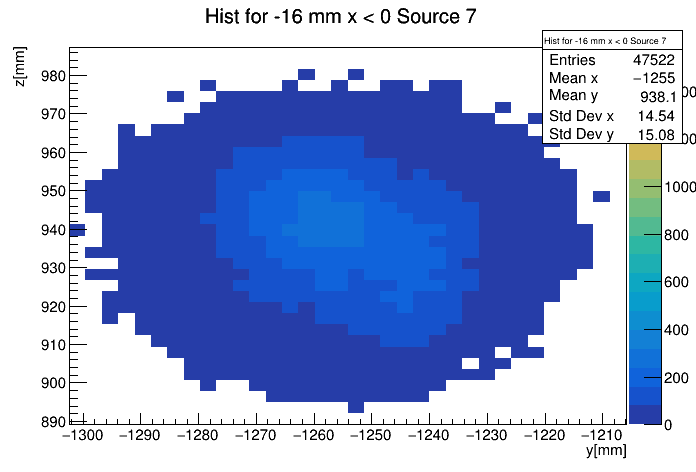 Hist for -16 mm x < 0 Source 7
Hist for -16 mm x < 0 Source 7
Entries 47522
Mean x −1255
Mean y 938.1
Std Dev x 14.54
Std Dev y 15.08
z[mm]
980
970
960
950
940
930
920
910
900
890
−1300 −1290 −1280 −1270 −1260 −1250 −1240 −1230 −1220 −1210
y[mm]
1000
800
600
400
200
0